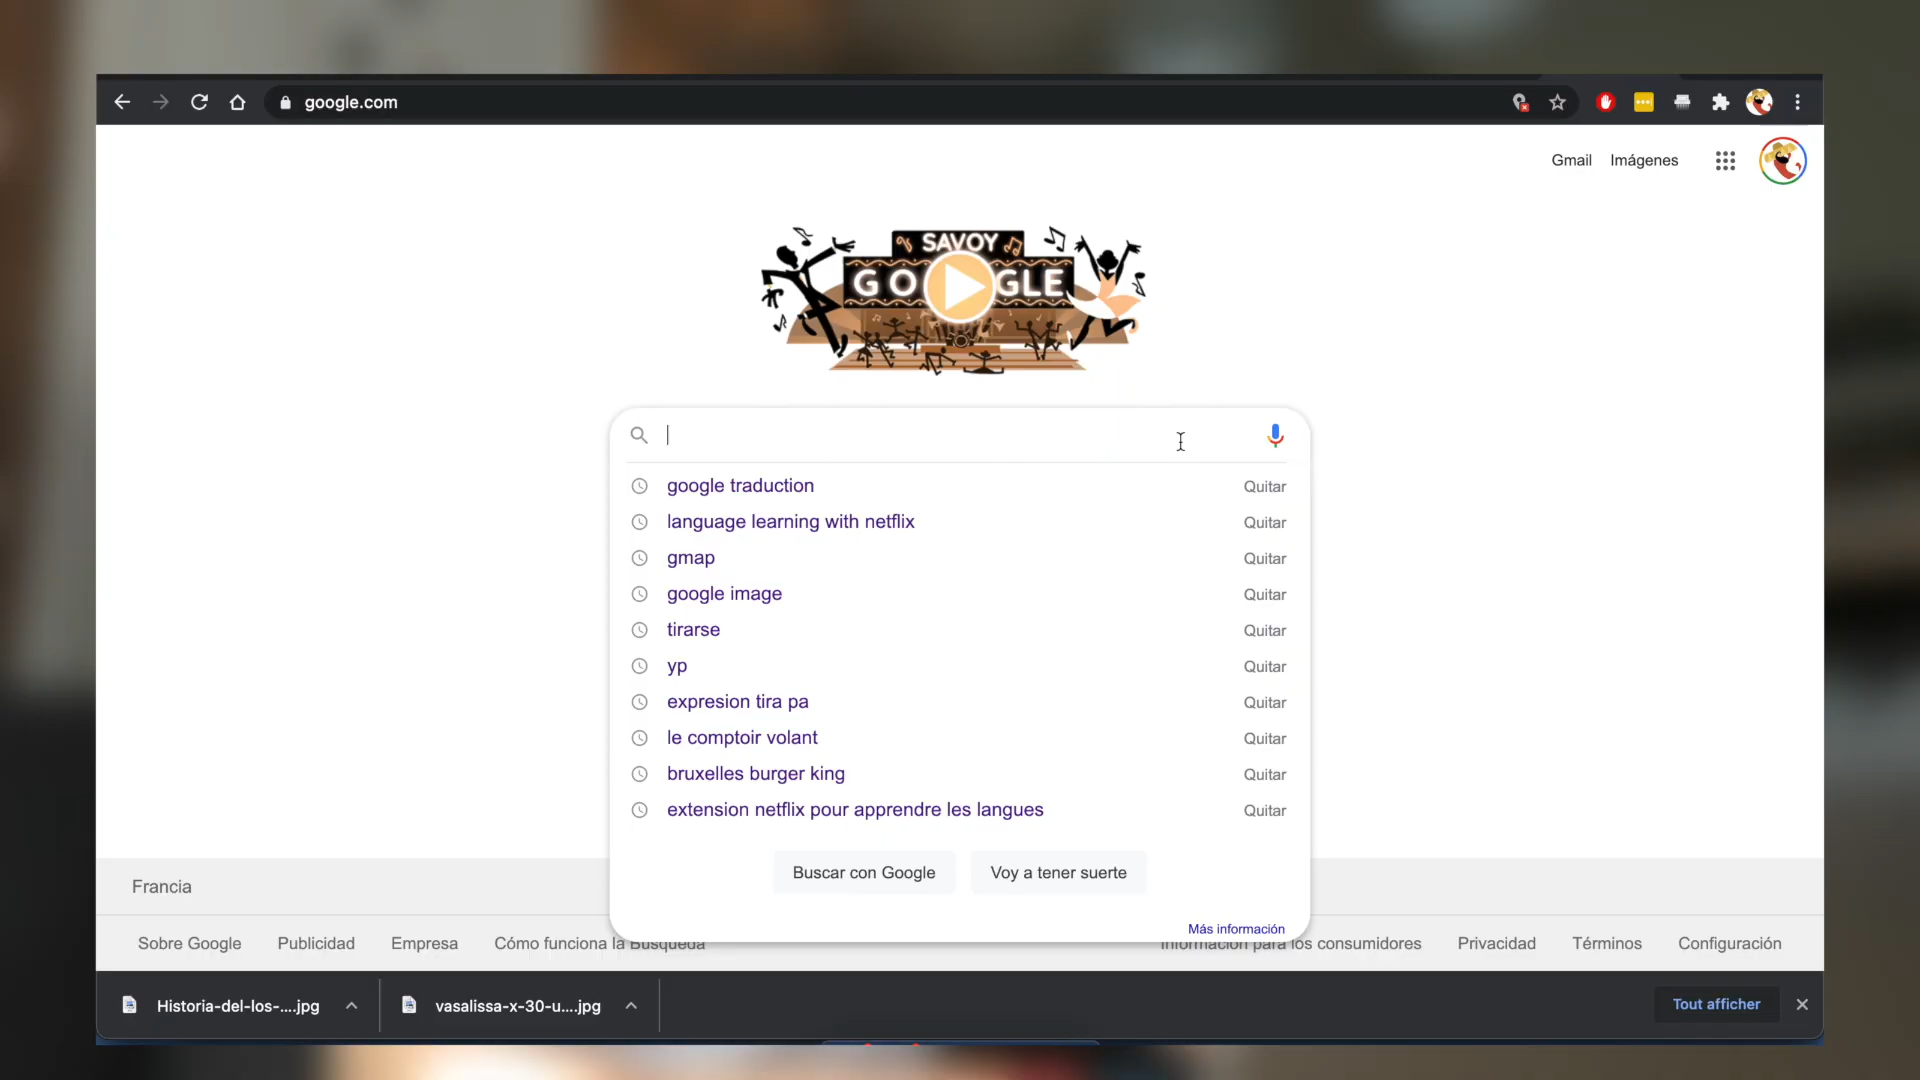 google.com
Gmail Imágenes
SAVOY
GO GLE
google traduction Quitar
language learning with netflix Quitar
gmap Quitar
google image Quitar
tirarse Quitar
yp Quitar
expresion tira pa Quitar
le comptoir volant Quitar
bruxelles burger king Quitar
extension netflix pour apprendre les langues Quitar
Buscar con Google Voy a tener suerte
Más información
Francia
Sobre Google Publicidad Empresa Cómo funciona la Búsqueda Información para los consumidores Privacidad Términos Configuración
Historia-del-los-....jpg vasalissa-x-30-u....jpg Tout afficher